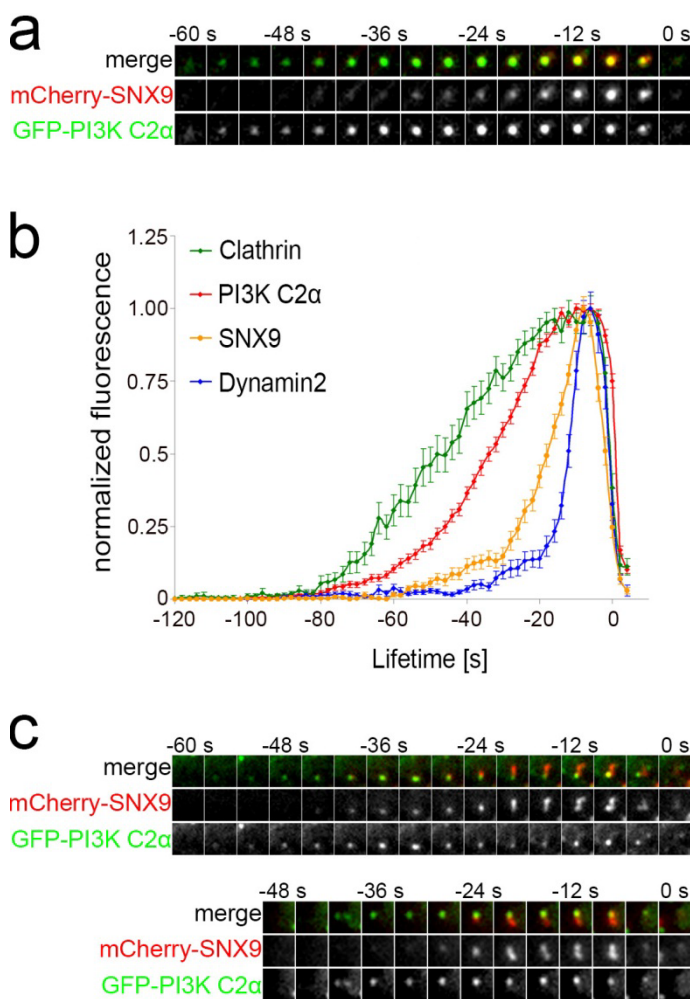 a
-60 s -48 s -36 s -24 s -12 s 0 s
merge
mCherry-SNX9
GFP-PI3K C2α
b
normalized fluorescence
1.25
1.00
0.75
0.5
0.25
0
Clathrin
PI3K C2α
SNX9
Dynamin2
-120 -100 -80 -60 -40 -20 0
Lifetime [s]
c
-60 s -48 s -36 s -24 s -12 s 0 s
merge
mCherry-SNX9
GFP-PI3K C2α
-48 s -36 s -24 s -12 s 0 s
merge
mCherry-SNX9
GFP-PI3K C2α